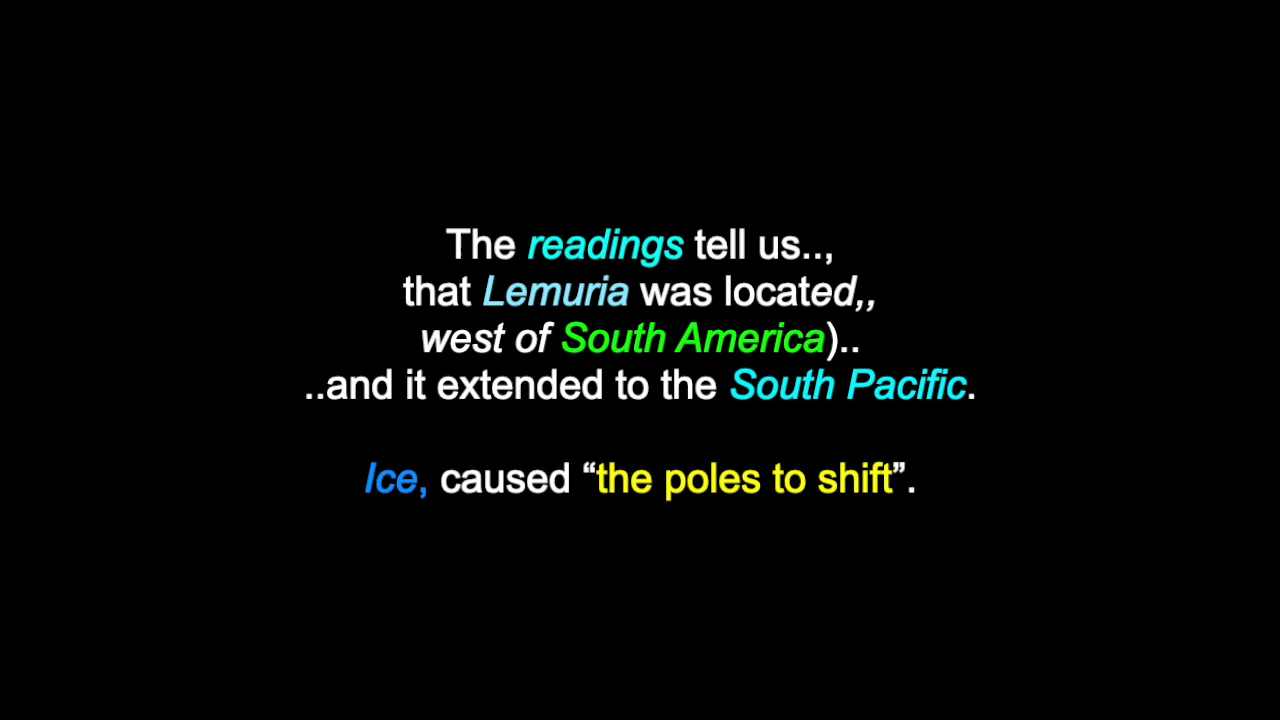 The readings tell us..,
that Lemuria was located,,
west of South America)..
..and it extended to the South Pacific.
Ice, caused “the poles to shift”.